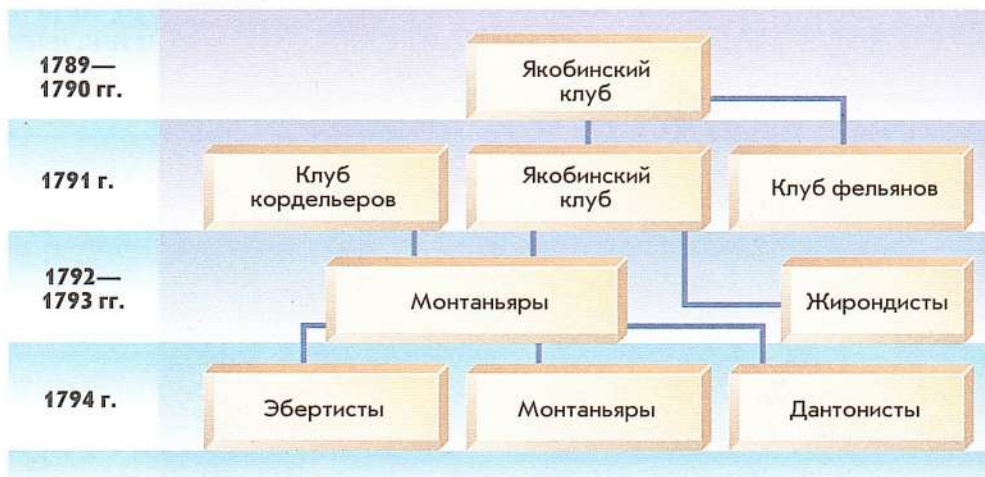 1789—
1790 гг.
Якобинский
клуб
1791 г.
Клуб
кордельеров
Якобинский
клуб
Клуб фельянов
1792—
1793 гг.
Монтаньяры
Жирондисты
1794 г.
Эбертисты
Монтаньяры
Дантонисты